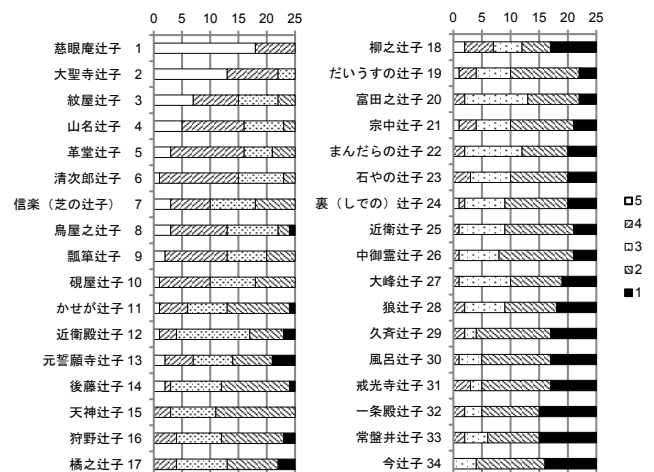 0 5 10 15 20 25
慈眼庵辻子 1
大聖寺辻子 2
紋屋辻子 3
山名辻子 4
革堂辻子 5
清次郎辻子 6
信楽（芝の辻子） 7
鳥屋之辻子 8
瓢箪辻子 9
硯屋辻子 10
かせが辻子 11
近衛殿辻子 12
元誓願寺辻子 13
後藤辻子 14
天神辻子 15
狩野辻子 16
橘之辻子 17
0 5 10 15 20 25
柳之辻子 18
だいうすの辻子 19
富田之辻子 20
宗中辻子 21
まんだらの辻子 22
石やの辻子 23
裏（しでの）辻子 24
近衛辻子 25
中御霊辻子 26
大峰辻子 27
狼辻子 28
久斉辻子 29
風呂辻子 30
戒光寺辻子 31
一条殿辻子 32
常盤井辻子 33
今辻子 34
5
4
3
2
1